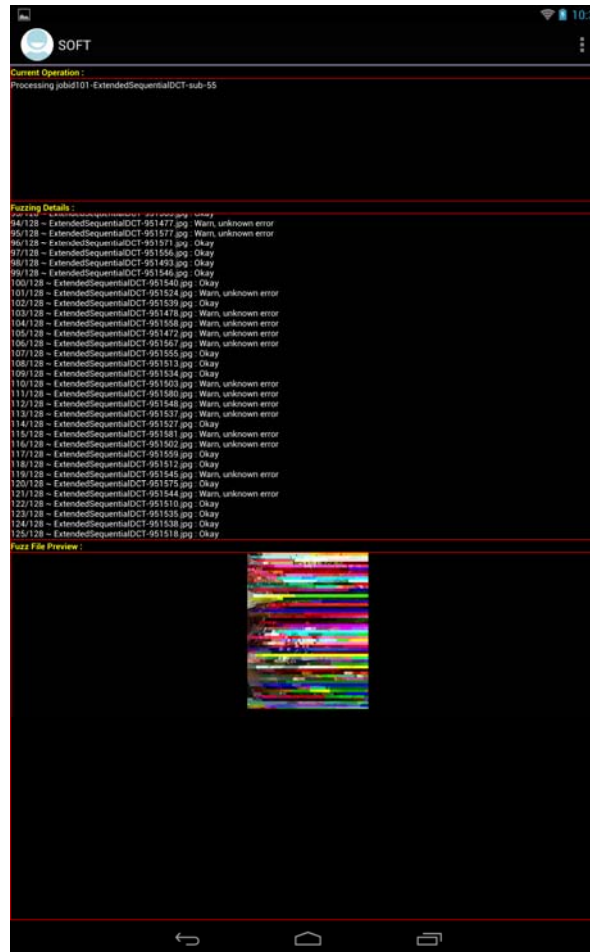 10:
SOFT
Current Operation :
Processing jobid101-ExtendedSequentialDCT-sub-55
Fuzzing Details :
94/128 ~ ExtendedSequentialDCT-951477.jpg : Warn, unknown error
95/128 ~ ExtendedSequentialDCT-951577.jpg : Warn, unknown error
96/128 ~ ExtendedSequentialDCT-951571.jpg : Okay
97/128 ~ ExtendedSequentialDCT-951556.jpg : Okay
98/128 ~ ExtendedSequentialDCT-951493.jpg : Okay
99/128 ~ ExtendedSequentialDCT-951546.jpg : Okay
100/128 ~ ExtendedSequentialDCT-951540.jpg : Okay
101/128 ~ ExtendedSequentialDCT-951524.jpg : Warn, unknown error
102/128 ~ ExtendedSequentialDCT-951539.jpg : Okay
103/128 ~ ExtendedSequentialDCT-951478.jpg : Warn, unknown error
104/128 ~ ExtendedSequentialDCT-951558.jpg : Warn, unknown error
105/128 ~ ExtendedSequentialDCT-951472.jpg : Warn, unknown error
106/128 ~ ExtendedSequentialDCT-951567.jpg : Warn, unknown error
107/128 ~ ExtendedSequentialDCT-951555.jpg : Okay
108/128 ~ ExtendedSequentialDCT-951513.jpg : Okay
109/128 ~ ExtendedSequentialDCT-951534.jpg : Okay
110/128 ~ ExtendedSequentialDCT-951503.jpg : Warn, unknown error
111/128 ~ ExtendedSequentialDCT-951580.jpg : Warn, unknown error
112/128 ~ ExtendedSequentialDCT-951548.jpg : Warn, unknown error
113/128 ~ ExtendedSequentialDCT-951537.jpg : Warn, unknown error
114/128 ~ ExtendedSequentialDCT-951527.jpg : Okay
115/128 ~ ExtendedSequentialDCT-951581.jpg : Warn, unknown error
116/128 ~ ExtendedSequentialDCT-951502.jpg : Warn, unknown error
117/128 ~ ExtendedSequentialDCT-951559.jpg : Okay
118/128 ~ ExtendedSequentialDCT-951512.jpg : Okay
119/128 ~ ExtendedSequentialDCT-951545.jpg : Warn, unknown error
120/128 ~ ExtendedSequentialDCT-951575.jpg : Okay
121/128 ~ ExtendedSequentialDCT-951544.jpg : Warn, unknown error
122/128 ~ ExtendedSequentialDCT-951510.jpg : Okay
123/128 ~ ExtendedSequentialDCT-951535.jpg : Okay
124/128 ~ ExtendedSequentialDCT-951538.jpg : Okay
125/128 ~ ExtendedSequentialDCT-951518.jpg : Okay
Fuzz File Preview :